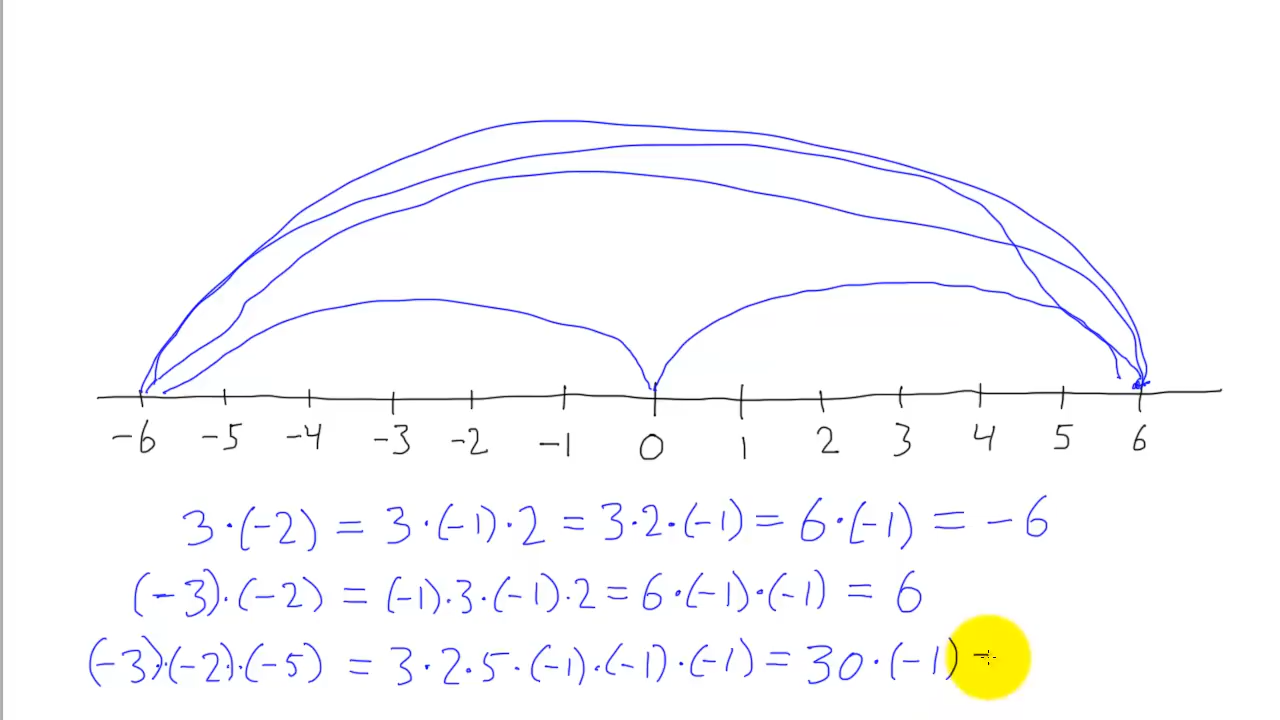 -6 -5 -4 -3 -2 -1 0 1 2 3 4 5 6
3·(-2) = 3·(-1)·2 = 3·2·(-1) = 6·(-1) = -6
(-3)·(-2) = (-1)·3·(-1)·2 = 6·(-1)·(-1) = 6
(-3)·(-2)·(-5) = 3·2·5·(-1)·(-1)·(-1) = 30·(-1) -